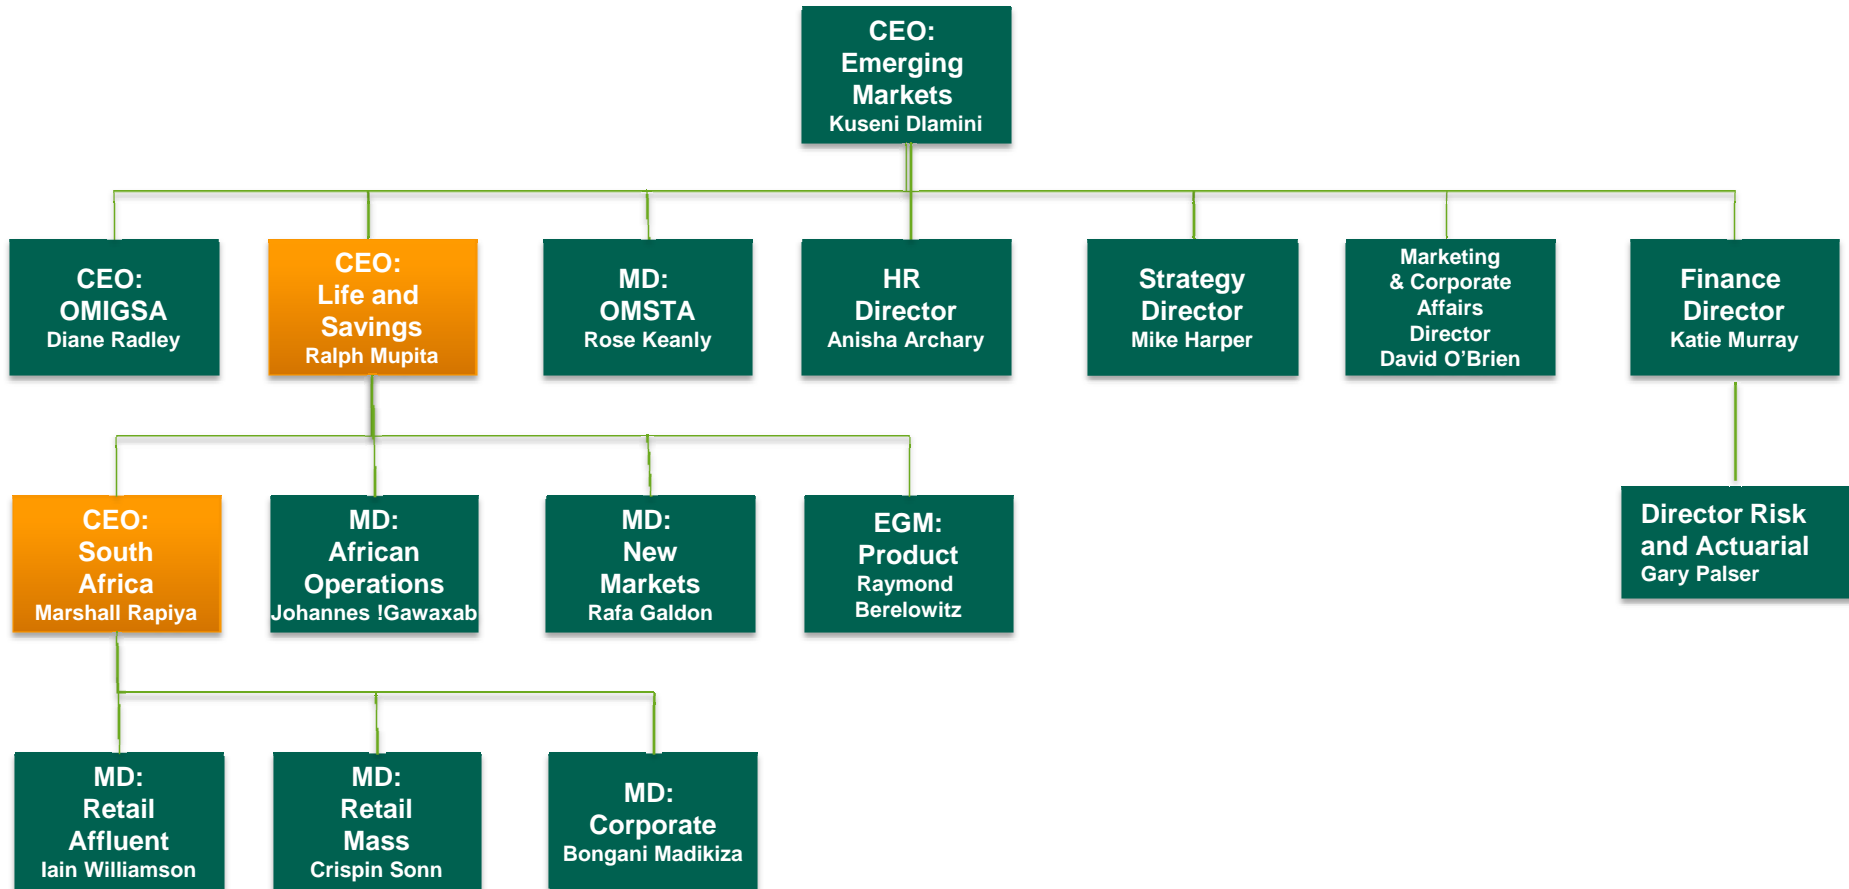 CEO:
Emerging
Markets
Kuseni Dlamini
CEO:
OMIGSA
Diane Radley
CEO:
Life and
Savings
Ralph Mupita
MD:
OMSTA
Rose Keanly
HR
Director
Anisha Archary
Strategy
Director
Mike Harper
Marketing
& Corporate
Affairs
Director
David O’Brien
Finance
Director
Katie Murray
CEO:
South
Africa
Marshall Rapiya
MD:
African
Operations
Johannes !Gawaxab
MD:
New
Markets
Rafa Galdon
EGM:
Product
Raymond
Berelowitz
Director Risk
and Actuarial
Gary Palser
MD:
Retail
Affluent
Iain Williamson
MD:
Retail
Mass
Crispin Sonn
MD:
Corporate
Bongani Madikiza